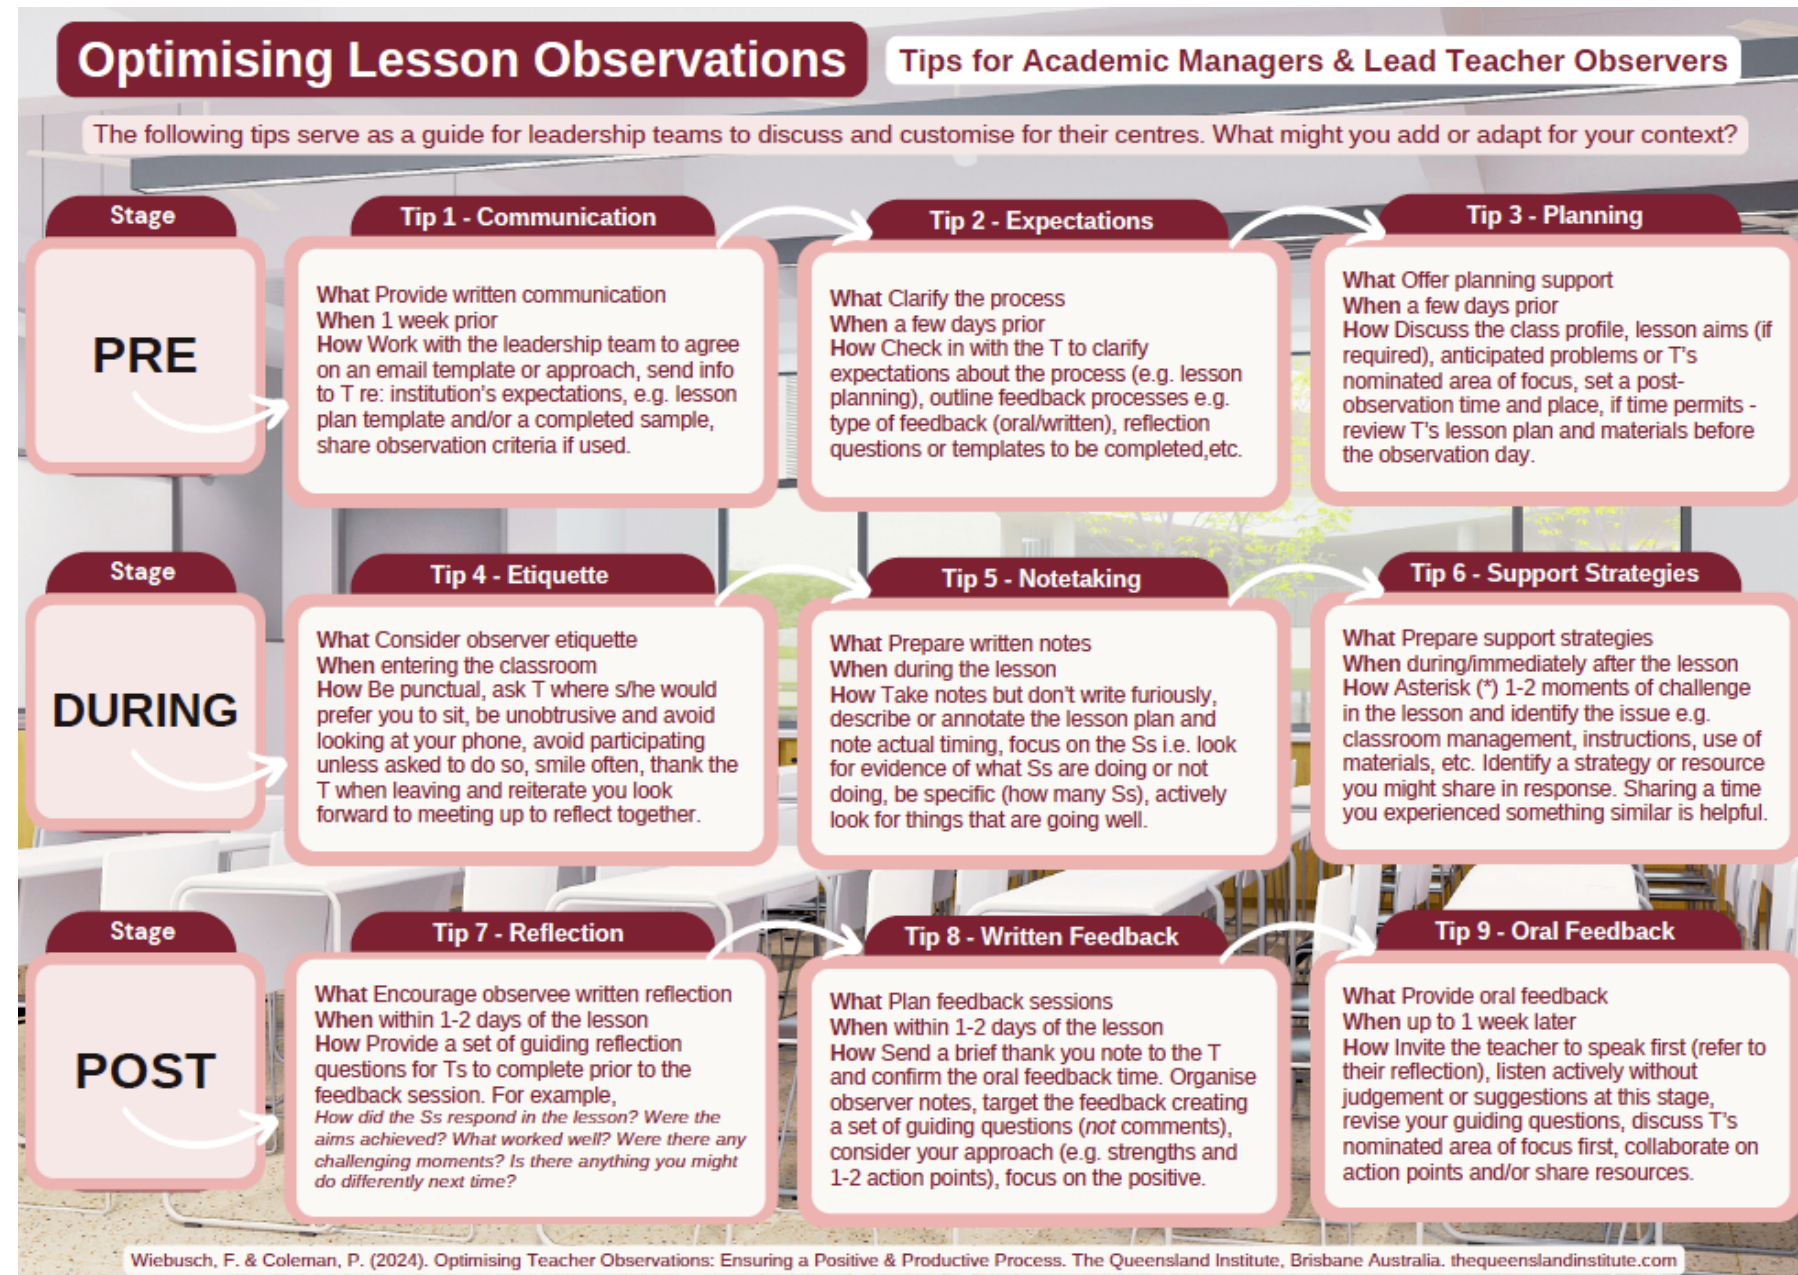 Optimising Lesson Observations
Tips for Academic Managers & Lead Teacher Observers
The following tips serve as a guide for leadership teams to discuss and customise for their centres. What might you add or adapt for your context?
Stage
PRE
Tip 1 - Communication
What Provide written communication
When 1 week prior
How Work with the leadership team to agree
on an email template or approach, send info
to T re: institution's expectations, e.g. lesson
plan template and/or a completed sample,
share observation criteria if used.
Tip 2 - Expectations
What Clarify the process
When a few days prior
How Check in with the T to clarify
expectations about the process (e.g. lesson
planning), outline feedback processes e.g.
type of feedback (oral/written), reflection
questions or templates to be completed,etc.
Tip 3 - Planning
What Offer planning support
When a few days prior
How Discuss the class profile, lesson aims (if
required), anticipated problems or T's
nominated area of focus, set a post-
observation time and place, if time permits -
review T's lesson plan and materials before
the observation day.
Stage
DURING
Tip 4 - Etiquette
What Consider observer etiquette
When entering the classroom
How Be punctual, ask T where s/he would
prefer you to sit, be unobtrusive and avoid
looking at your phone, avoid participating
unless asked to do so, smile often, thank the
T when leaving and reiterate you look
forward to meeting up to reflect together.
Tip 5 - Notetaking
What Prepare written notes
When during the lesson
How Take notes but don't write furiously,
describe or annotate the lesson plan and
note actual timing, focus on the Ss i.e. look
for evidence of what Ss are doing or not
doing, be specific (how many Ss), actively
look for things that are going well.
Tip 6 - Support Strategies
What Prepare support strategies
When during/immediately after the lesson
How Asterisk (*) 1-2 moments of challenge
in the lesson and identify the issue e.g.
classroom management, instructions, use of
materials, etc. Identify a strategy or resource
you might share in response. Sharing a time
you experienced something similar is helpful.
Stage
POST
Tip 7 - Reflection
What Encourage observee written reflection
When within 1-2 days of the lesson
How Provide a set of guiding reflection
questions for Ts to complete prior to the
feedback session. For example,
How did the Ss respond in the lesson? Were the
aims achieved? What worked well? Were there any
challenging moments? Is there anything you might
do differently next time?
Tip 8 - Written Feedback
What Plan feedback sessions
When within 1-2 days of the lesson
How Send a brief thank you note to the T
and confirm the oral feedback time. Organise
observer notes, target the feedback creating
a set of guiding questions (not comments),
consider your approach (e.g. strengths and
1-2 action points), focus on the positive.
Tip 9 - Oral Feedback
What Provide oral feedback
When up to 1 week later
How Invite the teacher to speak first (refer to
their reflection), listen actively without
judgement or suggestions at this stage,
revise your guiding questions, discuss T's
nominated area of focus first, collaborate on
action points and/or share resources.
Wiebusch, F. & Coleman, P. (2024). Optimising Teacher Observations: Ensuring a Positive & Productive Process. The Queensland Institute, Brisbane Australia. thequeenslandinstitute.com